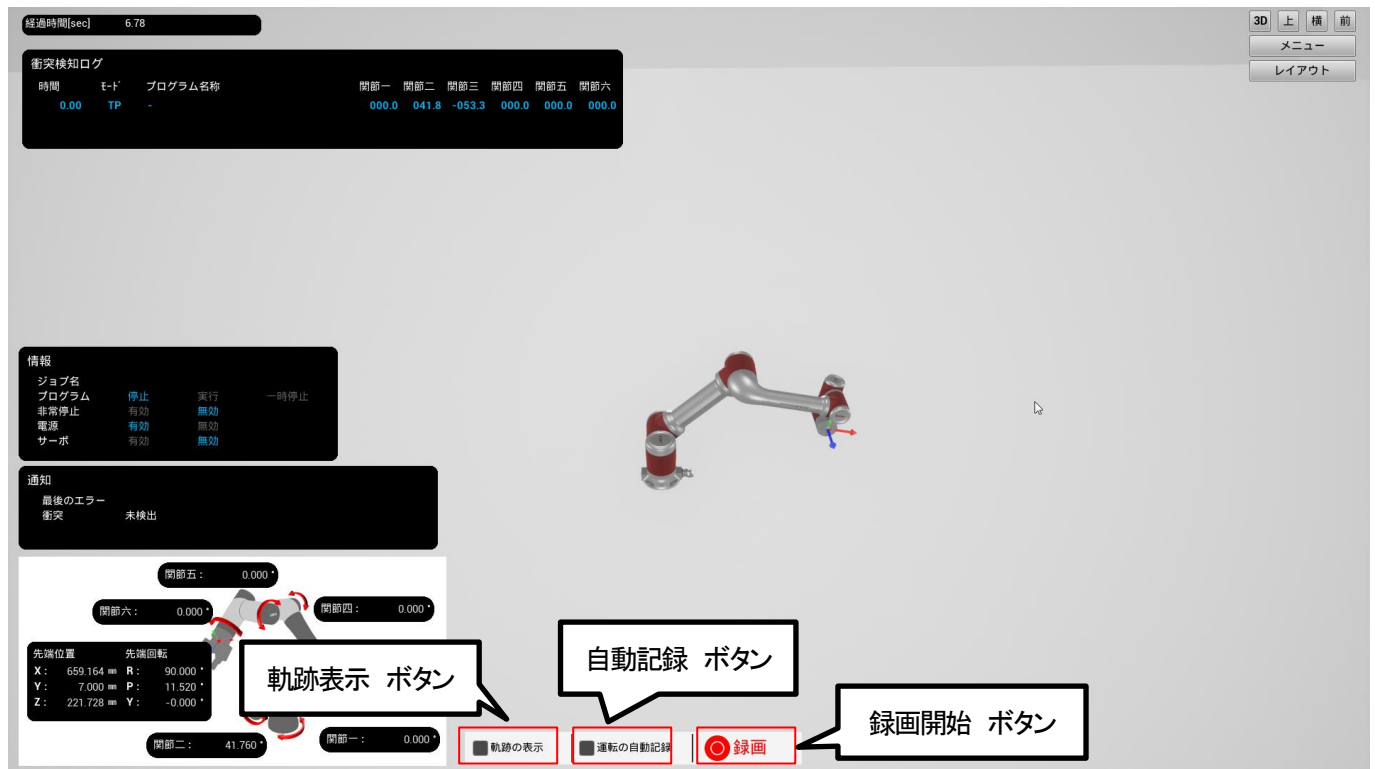 経過時間[sec] 6.78
3D 上 横 前
メニュー
レイアウト
衝突検知ログ
時間 ﾓｰﾄﾞ プログラム名称 関節一 関節二 関節三 関節四 関節五 関節六
0.00 TP - 000.0 041.8 -053.3 000.0 000.0 000.0
情報
ジョブ名
プログラム 停止 実行 一時停止
非常停止 有効 無効
電源 有効 無効
サーボ 有効 無効
通知
最後のエラー
衝突 未検出
関節五: 0.000 °
関節六: 0.000 °
関節四: 0.000 °
先端位置 先端回転
X: 659.164 mm R: 90.000 °
Y: 7.000 mm P: 11.520 °
Z: 221.728 mm Y: -0.000 °
関節二: 41.760 °
関節一: 0.000 °
軌跡表示 ボタン
自動記録 ボタン
録画開始 ボタン
軌跡の表示
運転の自動記録
録画